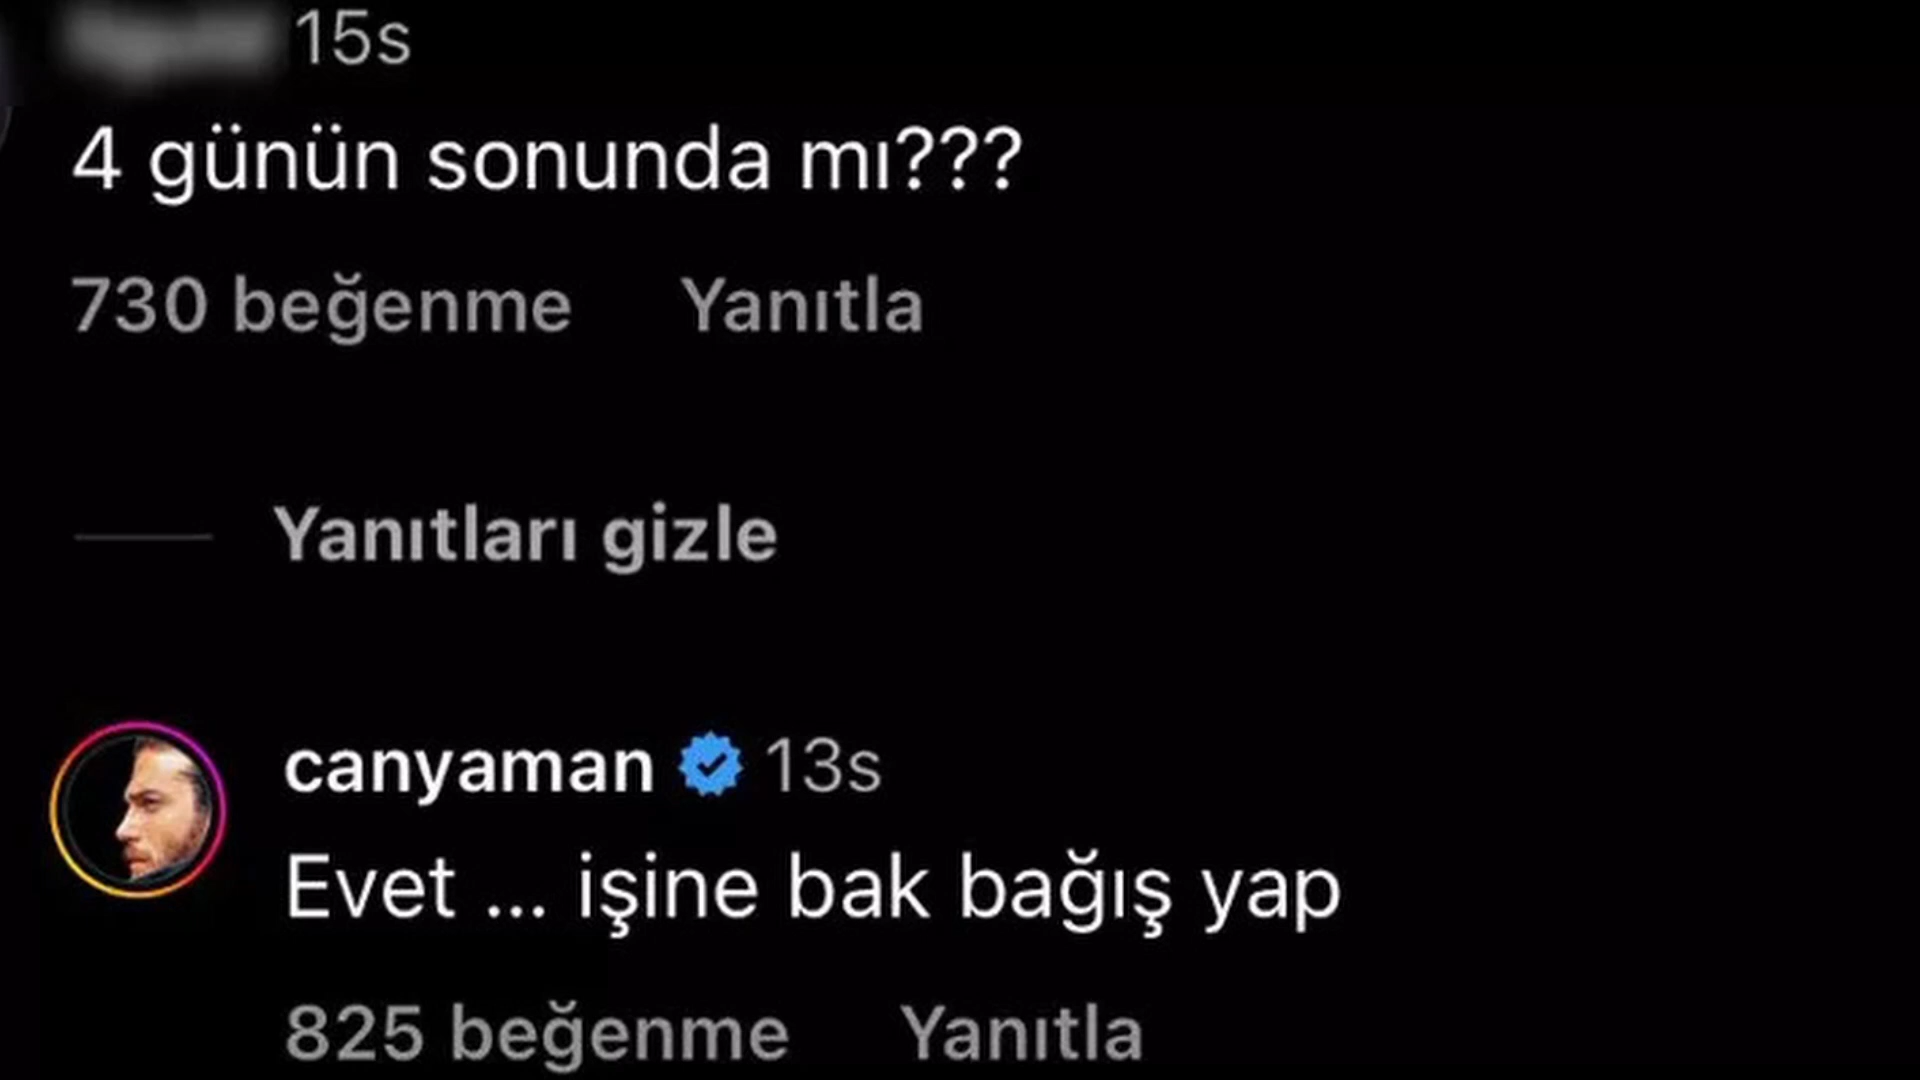 15s
4 günün sonunda mı???
730 beğenme Yanıtla
Yanıtları gizle
canyaman 13s
Evet ... işine bak bağış yap
825 beğenme Yanıtla